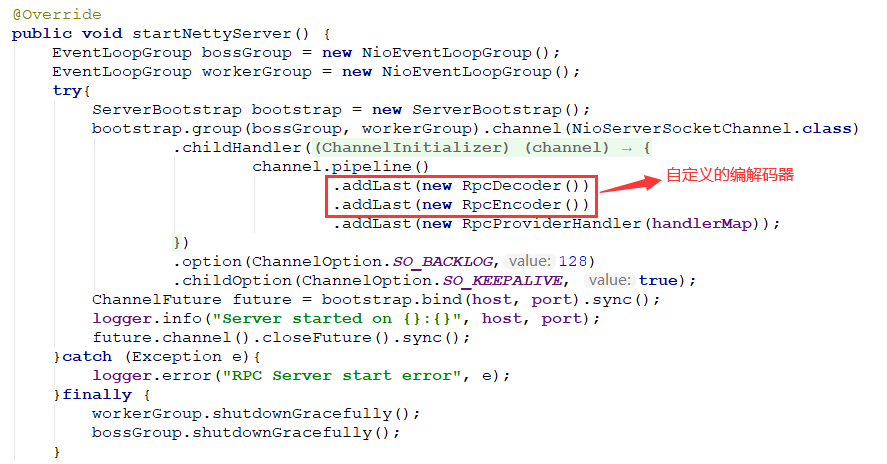 @Override
public void startNettyServer() {
EventLoopGroup bossGroup = new NioEventLoopGroup();
EventLoopGroup workerGroup = new NioEventLoopGroup();
try{
ServerBootstrap bootstrap = new ServerBootstrap();
bootstrap.group(bossGroup, workerGroup).channel(NioServerSocketChannel.class)
.childHandler((ChannelInitializer) (channel) → {
channel.pipeline()
.addLast(new RpcDecoder())
自定义的编解码器
.addLast(new RpcEncoder())
.addLast(new RpcProviderHandler(handlerMap));
})
.option(ChannelOption.SO_BACKLOG, value: 128)
.childOption(ChannelOption.SO_KEEPALIVE, value: true);
ChannelFuture future = bootstrap.bind(host, port).sync();
logger.info("Server started on {}:{}", host, port);
future.channel().closeFuture().sync();
}catch (Exception e){
logger.error("RPC Server start error", e);
}finally {
workerGroup.shutdownGracefully();
bossGroup.shutdownGracefully();
}